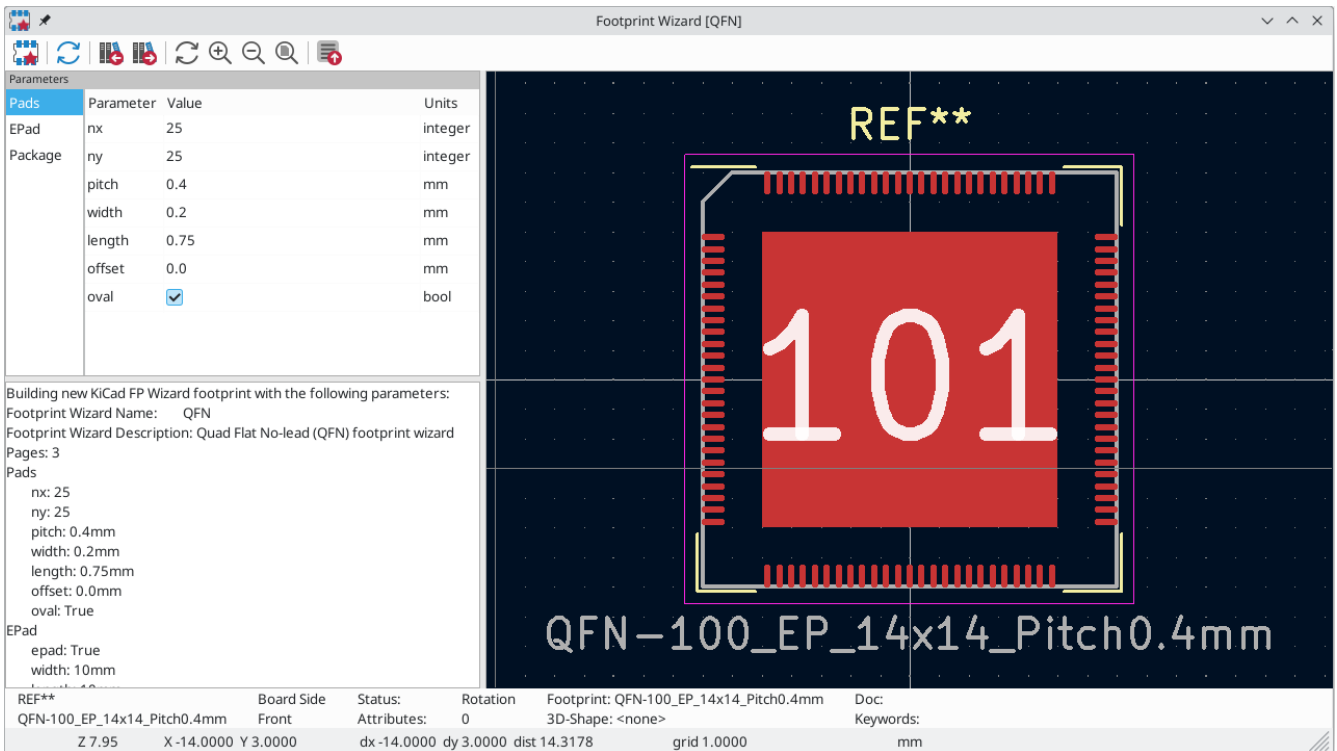 Footprint Wizard [QFN]
Parameters
Pads
EPad
Package
Parameter Value Units
nx 25 integer
ny 25 integer
pitch 0.4 mm
width 0.2 mm
length 0.75 mm
offset 0.0 mm
oval bool
Building new KiCad FP Wizard footprint with the following parameters:
Footprint Wizard Name: QFN
Footprint Wizard Description: Quad Flat No-lead (QFN) footprint wizard
Pages: 3
Pads
nx: 25
ny: 25
pitch: 0.4mm
width: 0.2mm
length: 0.75mm
offset: 0.0mm
oval: True
EPad
epad: True
width: 10mm
REF**
101
QFN-100_EP_14x14_Pitch0.4mm
REF** Board Side Status: Rotation Footprint: QFN-100_EP_14x14_Pitch0.4mm Doc:
QFN-100_EP_14x14_Pitch0.4mm Front Attributes: 0 3D-Shape: <none> Keywords:
Z 7.95 X -14.0000 Y 3.0000 dx -14.0000 dy 3.0000 dist 14.3178 grid 1.0000 mm